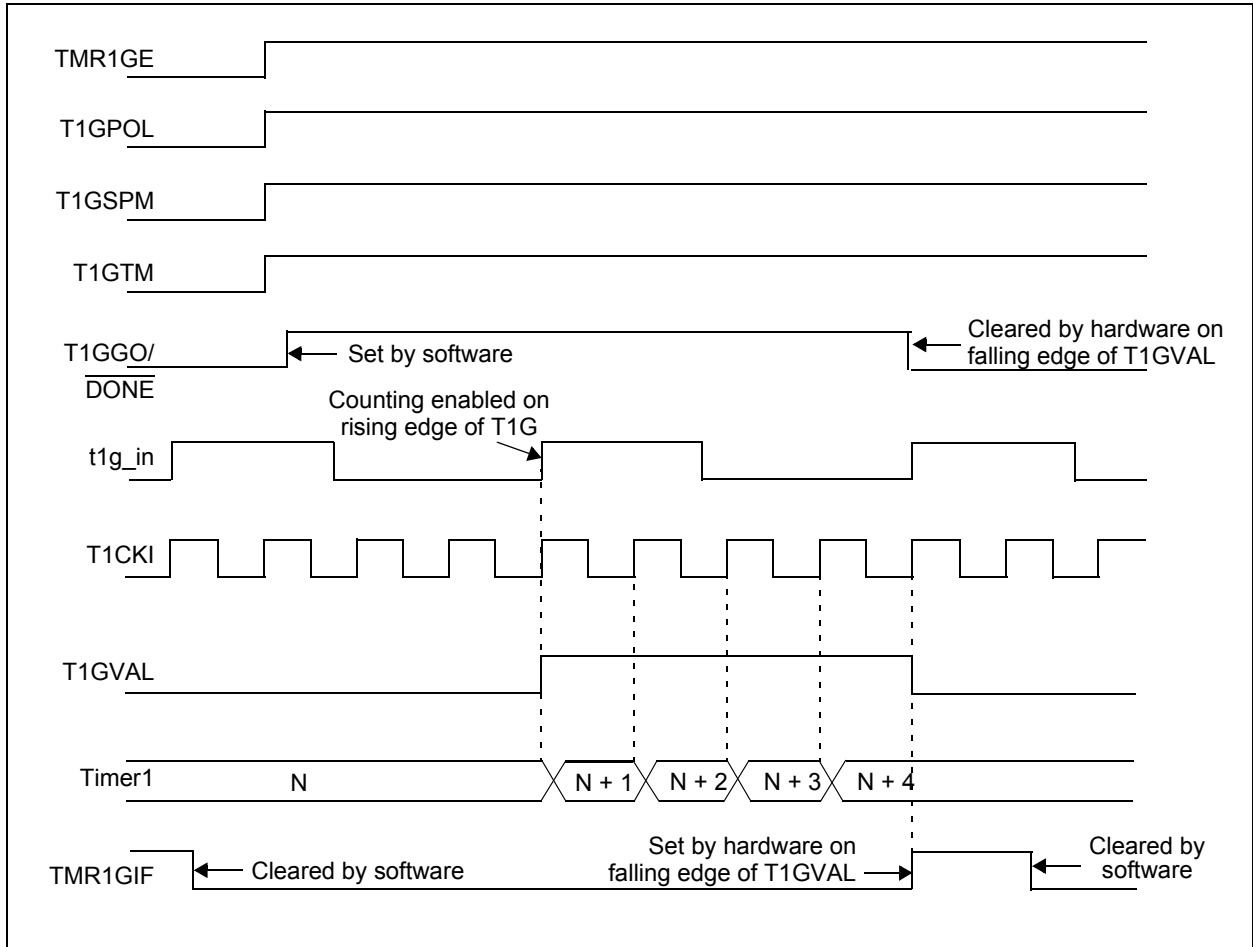 TMR1GE
T1GPOL
T1GSPM
T1GTM
T1GGO/
DONE
Set by software
Cleared by hardware on
falling edge of T1GVAL
Counting enabled on
rising edge of T1G
t1g_in
T1CKI
T1GVAL
Timer1
N
N + 1
N + 2
N + 3
N + 4
TMR1GIF
Cleared by software
Set by hardware on
falling edge of T1GVAL
Cleared by
software